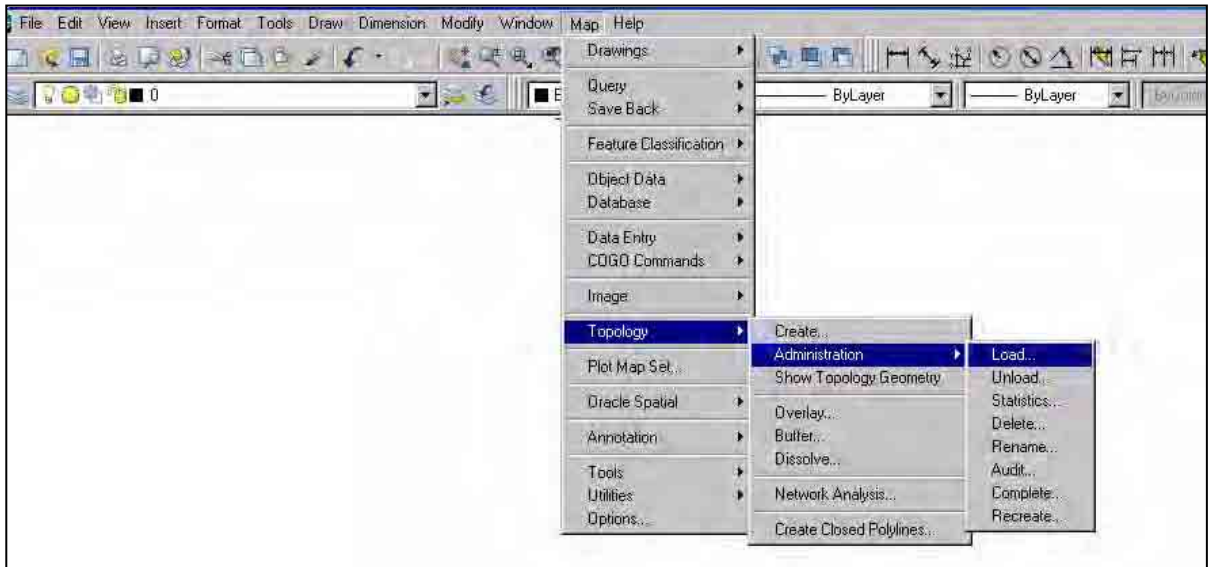 File Edit View Insert Format Tools Draw Dimension Modify Window Map Help
0
ByLayer
ByLayer
Drawings
Query
Save Back
Feature Classification
Object Data
Database
Data Entry
COGO Commands
Image
Topology
Plot Map Set...
Oracle Spatial
Annotation
Tools
Utilities
Options...
Create...
Administration
Show Topology Geometry
Overlay...
Buffer...
Dissolve...
Network Analysis...
Create Closed Polylines...
Load...
Unload...
Statistics...
Delete...
Rename...
Audit...
Complete...
Recreate...